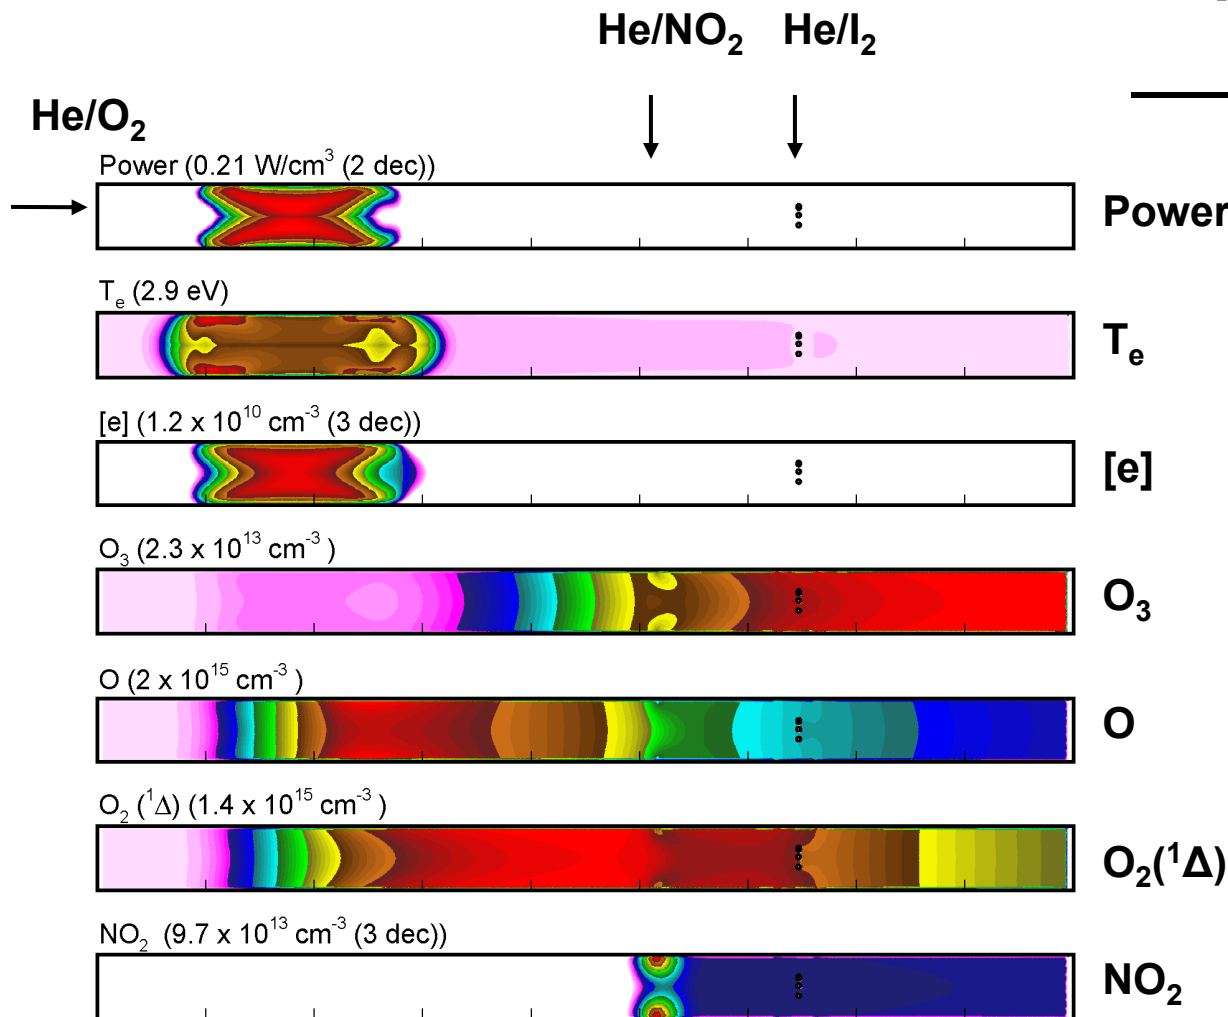 He/NO₂ He/I₂
He/O₂
Power (0.21 W/cm³ (2 dec))
Power
Tₑ (2.9 eV)
Tₑ
[e] (1.2 x 10¹⁰ cm⁻³ (3 dec))
[e]
O₃ (2.3 x 10¹³ cm⁻³ )
O₃
O (2 x 10¹⁵ cm⁻³ )
O
O₂ (¹Δ) (1.4 x 10¹⁵ cm⁻³ )
O₂(¹Δ)
NO₂ (9.7 x 10¹³ cm⁻³ (3 dec))
NO₂